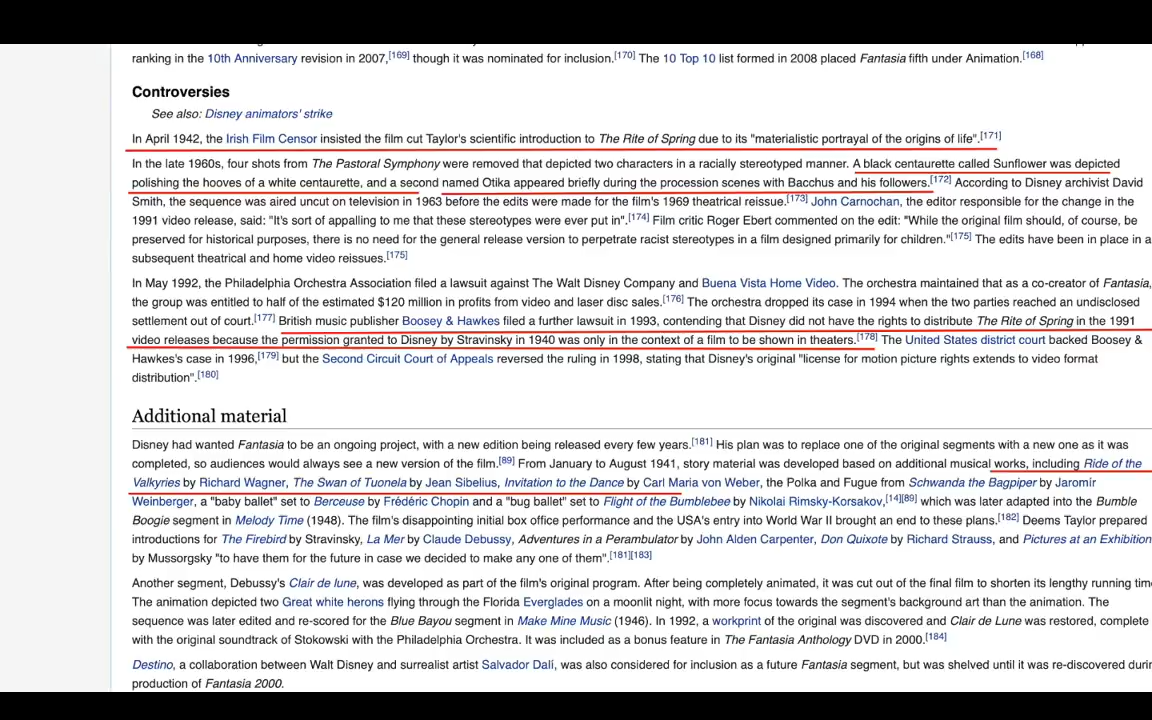 ranking in the 10th Anniversary revision in 2007,[169] though it was nominated for inclusion.[170] The 10 Top 10 list formed in 2008 placed Fantasia fifth under Animation.[168]
Controversies
See also: Disney animators' strike
In April 1942, the Irish Film Censor insisted the film cut Taylor's scientific introduction to The Rite of Spring due to its "materialistic portrayal of the origins of life".[171]
In the late 1960s, four shots from The Pastoral Symphony were removed that depicted two characters in a racially stereotyped manner. A black centaurette called Sunflower was depicted
polishing the hooves of a white centaurette, and a second named Otika appeared briefly during the procession scenes with Bacchus and his followers.[172] According to Disney archivist David
Smith, the sequence was aired uncut on television in 1963 before the edits were made for the film's 1969 theatrical reissue.[173] John Carnochan, the editor responsible for the change in the
1991 video release, said: "It's sort of appalling to me that these stereotypes were ever put in".[174] Film critic Roger Ebert commented on the edit: "While the original film should, of course, be
preserved for historical purposes, there is no need for the general release version to perpetrate racist stereotypes in a film designed primarily for children."[175] The edits have been in place in a
subsequent theatrical and home video reissues.[175]
In May 1992, the Philadelphia Orchestra Association filed a lawsuit against The Walt Disney Company and Buena Vista Home Video. The orchestra maintained that as a co-creator of Fantasia,
the group was entitled to half of the estimated $120 million in profits from video and laser disc sales.[176] The orchestra dropped its case in 1994 when the two parties reached an undisclosed
settlement out of court.[177] British music publisher Boosey & Hawkes filed a further lawsuit in 1993, contending that Disney did not have the rights to distribute The Rite of Spring in the 1991
video releases because the permission granted to Disney by Stravinsky in 1940 was only in the context of a film to be shown in theaters.[178] The United States district court backed Boosey &
Hawkes's case in 1996,[179] but the Second Circuit Court of Appeals reversed the ruling in 1998, stating that Disney's original "license for motion picture rights extends to video format
distribution".[180]
Additional material
Disney had wanted Fantasia to be an ongoing project, with a new edition being released every few years.[181] His plan was to replace one of the original segments with a new one as it was
completed, so audiences would always see a new version of the film.[89] From January to August 1941, story material was developed based on additional musical works, including Ride of the
Valkyries by Richard Wagner, The Swan of Tuonela by Jean Sibelius, Invitation to the Dance by Carl Maria von Weber, the Polka and Fugue from Schwanda the Bagpiper by Jaromír
Weinberger, a "baby ballet" set to Berceuse by Frédéric Chopin and a "bug ballet" set to Flight of the Bumblebee by Nikolai Rimsky-Korsakov,[14][89] which was later adapted into the Bumble
Boogie segment in Melody Time (1948). The film's disappointing initial box office performance and the USA's entry into World War II brought an end to these plans.[182] Deems Taylor prepared
introductions for The Firebird by Stravinsky, La Mer by Claude Debussy, Adventures in a Perambulator by John Alden Carpenter, Don Quixote by Richard Strauss, and Pictures at an Exhibition
by Mussorgsky "to have them for the future in case we decided to make any one of them".[181][183]
Another segment, Debussy's Clair de lune, was developed as part of the film's original program. After being completely animated, it was cut out of the final film to shorten its lengthy running time
The animation depicted two Great white herons flying through the Florida Everglades on a moonlit night, with more focus towards the segment's background art than the animation. The
sequence was later edited and re-scored for the Blue Bayou segment in Make Mine Music (1946). In 1992, a workprint of the original was discovered and Clair de Lune was restored, complete
with the original soundtrack of Stokowski with the Philadelphia Orchestra. It was included as a bonus feature in The Fantasia Anthology DVD in 2000.[184]
Destino, a collaboration between Walt Disney and surrealist artist Salvador Dalí, was also considered for inclusion as a future Fantasia segment, but was shelved until it was re-discovered durin
production of Fantasia 2000.